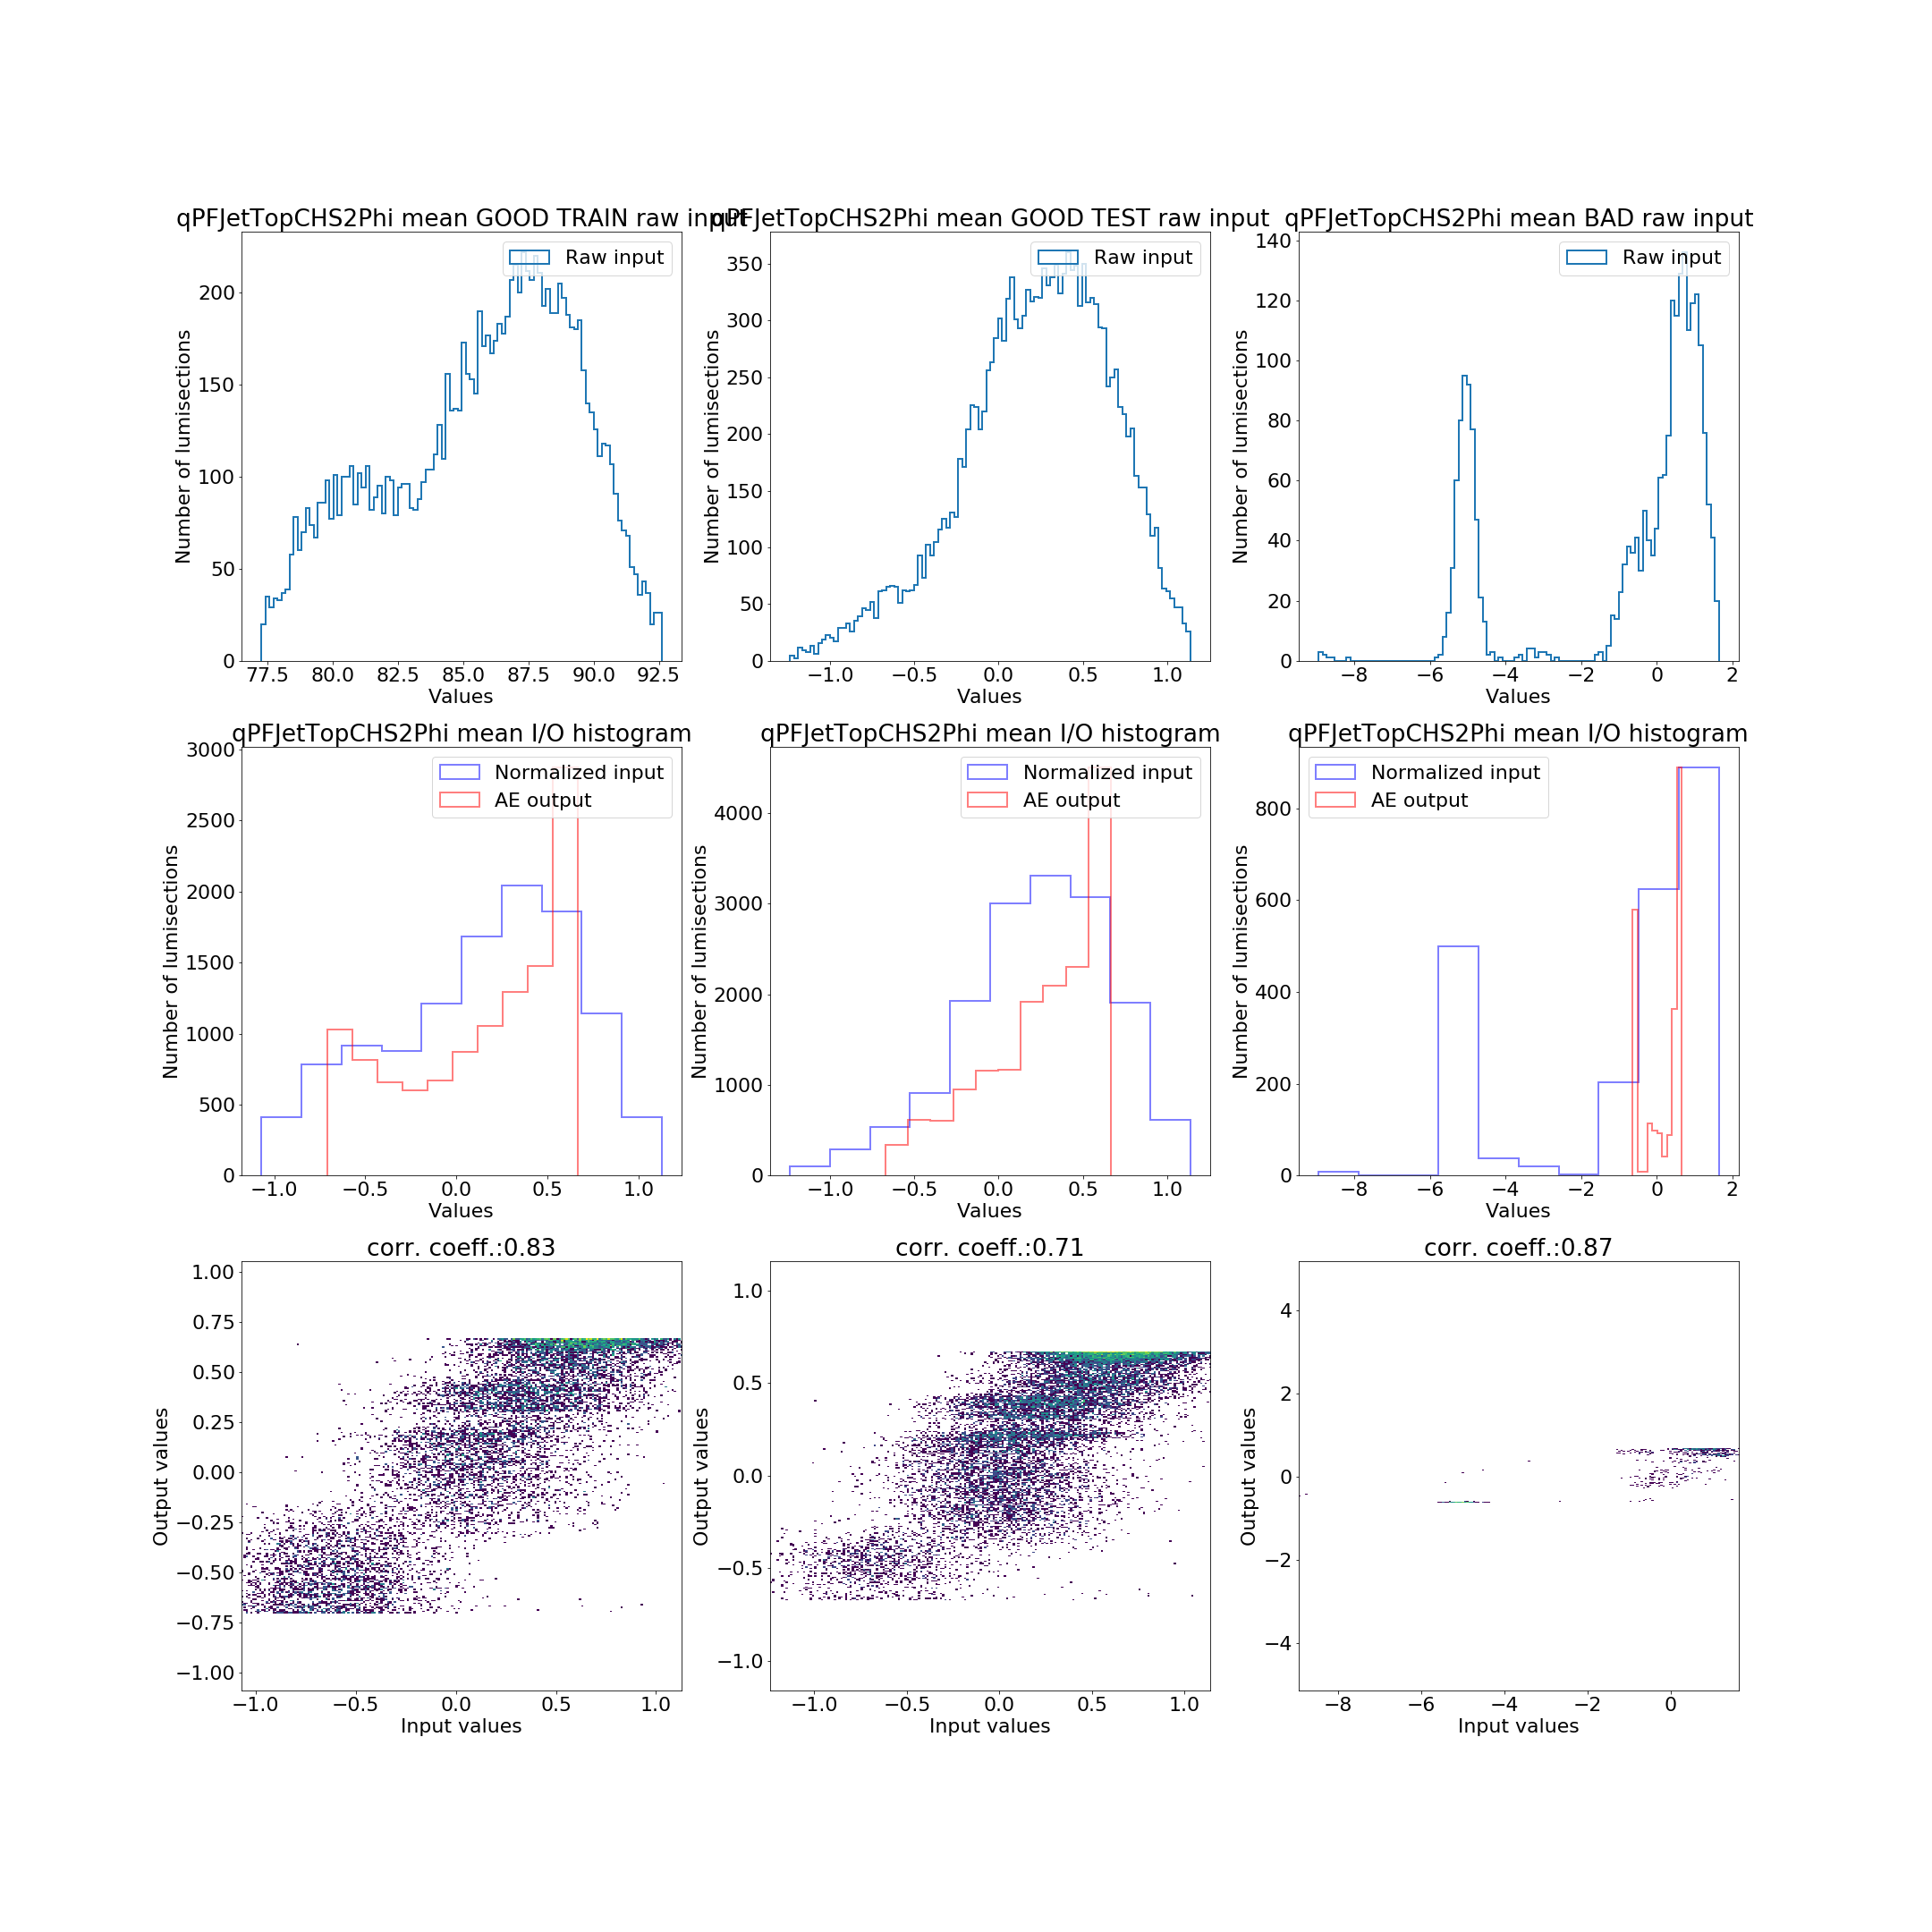 qPFJetTopCHS2Phi mean GOOD TRAIN raw input
qPFJetTopCHS2Phi mean GOOD TEST raw input
qPFJetTopCHS2Phi mean BAD raw input
Raw input
Raw input
Raw input
Number of lumisections
Number of lumisections
Number of lumisections
200
150
100
50
0
350
300
250
200
150
100
50
0
140
120
100
80
60
40
20
0
77.5 80.0 82.5 85.0 87.5 90.0 92.5
−1.0 −0.5 0.0 0.5 1.0
−8 −6 −4 −2 0 2
Values
Values
Values
qPFJetTopCHS2Phi mean I/O histogram
qPFJetTopCHS2Phi mean I/O histogram
qPFJetTopCHS2Phi mean I/O histogram
Normalized input
AE output
Normalized input
AE output
Normalized input
AE output
Number of lumisections
Number of lumisections
Number of lumisections
3000
2500
2000
1500
1000
500
0
4000
3000
2000
1000
0
800
600
400
200
0
−1.0 −0.5 0.0 0.5 1.0
−1.0 −0.5 0.0 0.5 1.0
−8 −6 −4 −2 0 2
Values
Values
Values
corr. coeff.:0.83
corr. coeff.:0.71
corr. coeff.:0.87
Output values
Output values
Output values
1.00
0.75
0.50
0.25
0.00
−0.25
−0.50
−0.75
−1.00
1.0
0.5
0.0
−0.5
−1.0
4
2
0
−2
−4
−1.0 −0.5 0.0 0.5 1.0
−1.0 −0.5 0.0 0.5 1.0
−8 −6 −4 −2 0
Input values
Input values
Input values